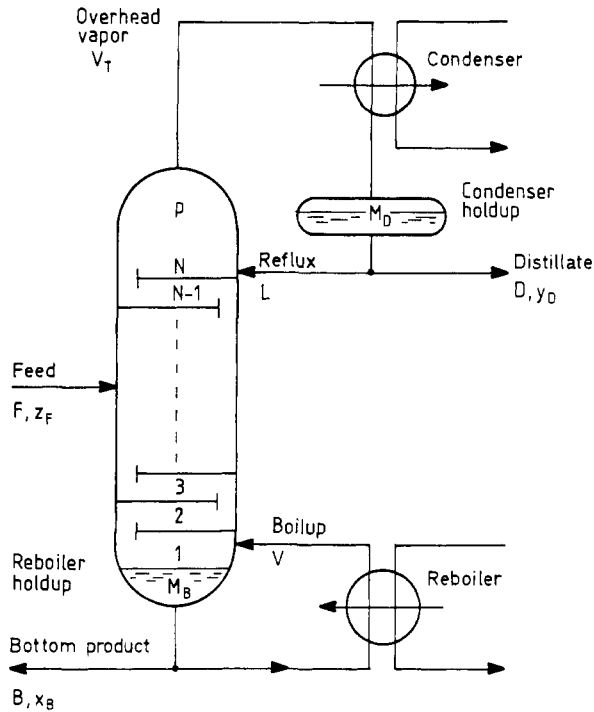 Overhead
vapor
V_T
Condenser
Condenser
holdup
M_D
P
Reflux
L
Distillate
D, y_D
N
N-1
Feed
F, z_F
3
2
1
Boilup
V
Reboiler
Reboiler
holdup
M_B
Bottom product
B, x_B